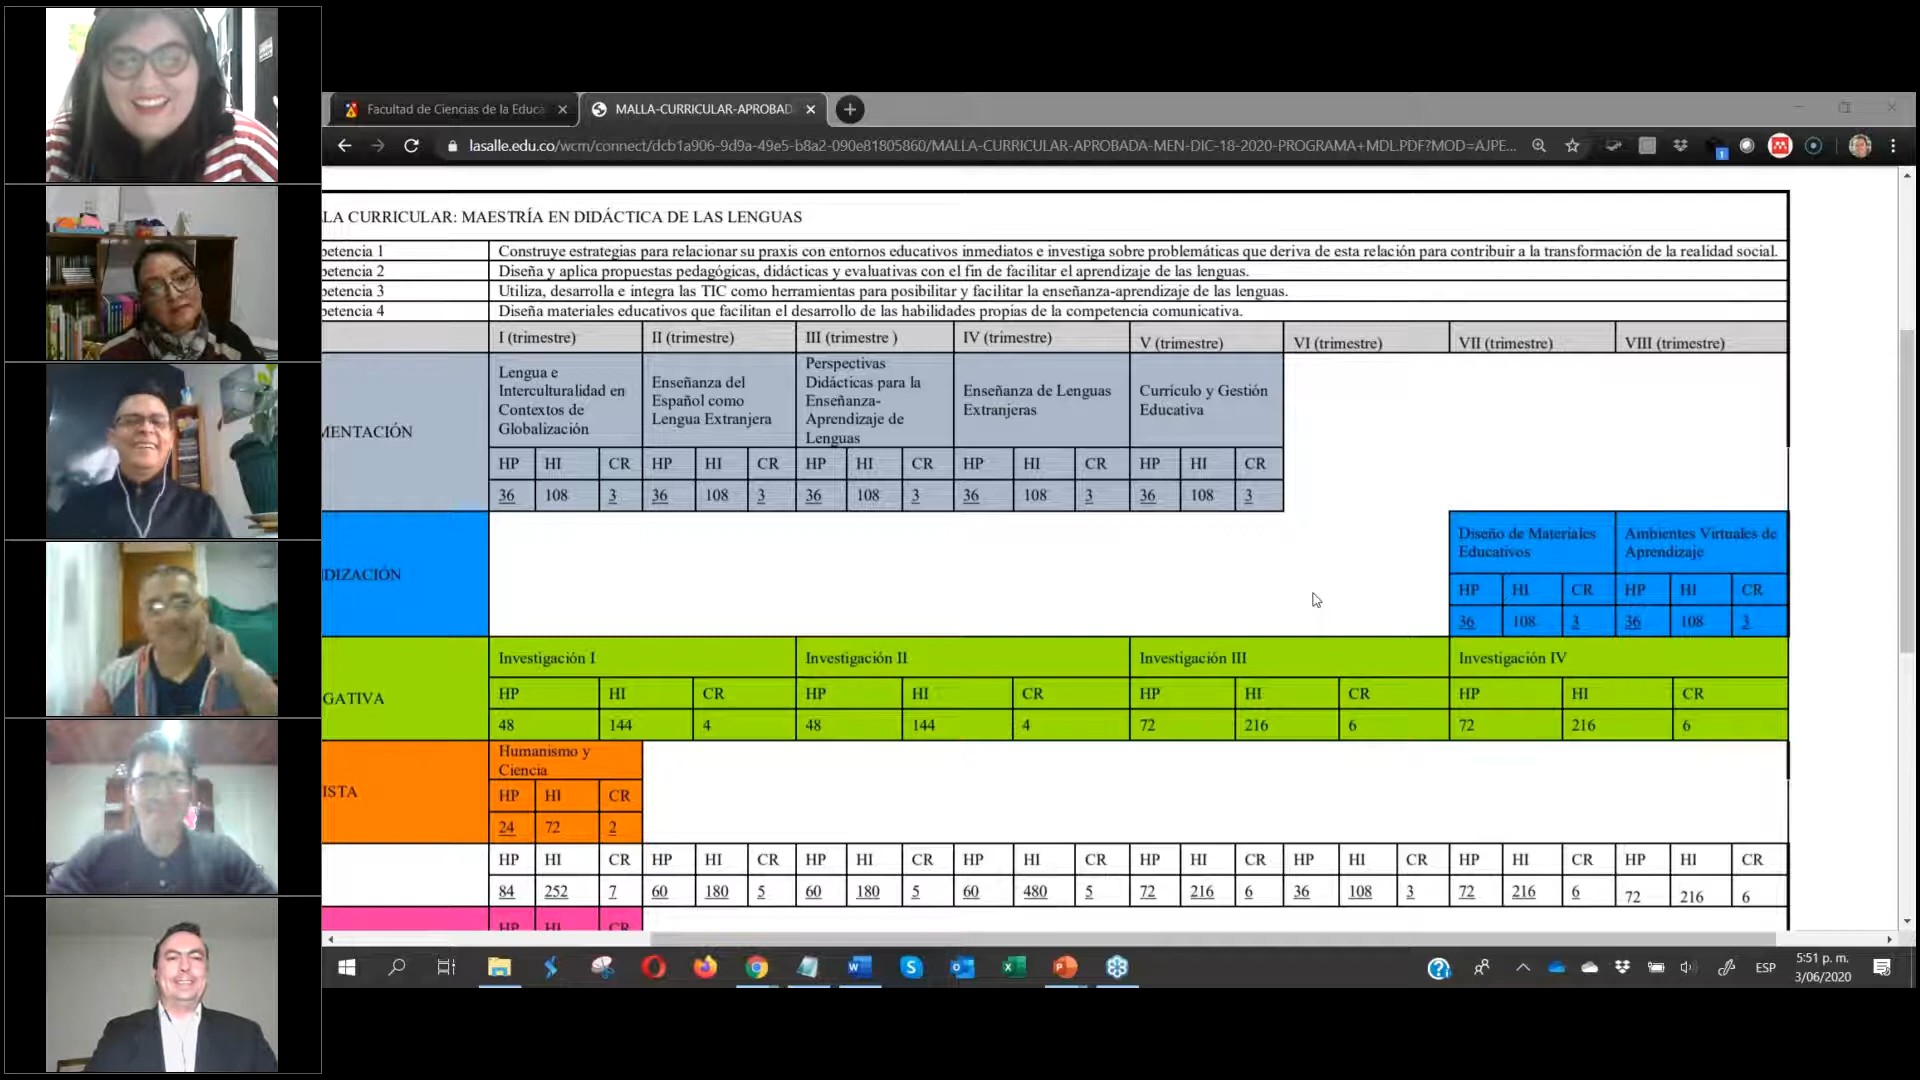 Facultad de Ciencias de la Educa
MALLA-CURRICULAR-APROBAD
lasalle.edu.co/wcm/connect/dcb1a906-9d9a-49e5-b8a2-090e81805860/MALLA-CURRICULAR-APROBADA-MEN-DIC-18-2020-PROGRAMA+MDL.PDF?MOD=AJPE...
LA CURRICULAR: MAESTRÍA EN DIDÁCTICA DE LAS LENGUAS
petencia 1 Construye estrategias para relacionar su praxis con entornos educativos inmediatos e investiga sobre problemáticas que deriva de esta relación para contribuir a la transformación de la realidad social.
petencia 2 Diseña y aplica propuestas pedagógicas, didácticas y evaluativas con el fin de facilitar el aprendizaje de las lenguas.
petencia 3 Utiliza, desarrolla e integra las TIC como herramientas para posibilitar y facilitar la enseñanza-aprendizaje de las lenguas.
petencia 4 Diseña materiales educativos que facilitan el desarrollo de las habilidades propias de la competencia comunicativa.
I (trimestre) II (trimestre) III (trimestre ) IV (trimestre) V (trimestre) VI (trimestre) VII (trimestre) VIII (trimestre)
MENTACIÓN
Lengua e
Interculturalidad en
Contextos de
Globalización
Enseñanza del
Español como
Lengua Extranjera
Perspectivas
Didácticas para la
Enseñanza-
Aprendizaje de
Lenguas
Enseñanza de Lenguas
Extranjeras
Currículo y Gestión
Educativa
HP HI CR HP HI CR HP HI CR HP HI CR HP HI CR
36 108 3 36 108 3 36 108 3 36 108 3 36 108 3
DIZACIÓN
Diseño de Materiales
Educativos
Ambientes Virtuales de
Aprendizaje
HP HI CR HP HI CR
36 108 3 36 108 3
GATIVA
Investigación I Investigación II Investigación III Investigación IV
HP HI CR HP HI CR HP HI CR HP HI CR
48 144 4 48 144 4 72 216 6 72 216 6
ISTA
Humanismo y
Ciencia
HP HI CR
24 72 2
HP HI CR HP HI CR HP HI CR HP HI CR HP HI CR HP HI CR HP HI CR HP HI CR
84 252 7 60 180 5 60 180 5 60 480 5 72 216 6 36 108 3 72 216 6 72 216 6
HP HI CR
ESP
5:51 p. m.
3/06/2020